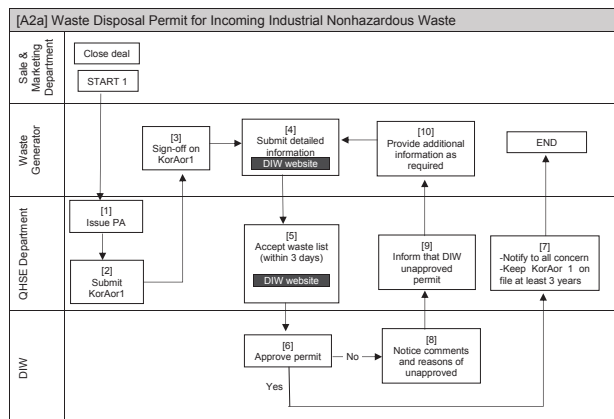 [A2a] Waste Disposal Permit for Incoming Industrial Nonhazardous Waste
Sale &
Marketing
Department
Close deal
START 1
Waste
Generator
[3]
Sign-off on
KorAor1
[4]
Submit detailed
information
DIW website
[10]
Provide additional
information as
required
END
QHSE Department
[1]
Issue PA
[2]
Submit
KorAor1
[5]
Accept waste list
(within 3 days)
DIW website
[9]
Inform that DIW
unapproved
permit
[7]
-Notify to all concern
-Keep KorAor 1 on
file at least 3 years
DIW
[6]
Approve permit
No
[8]
Notice comments
and reasons of
unapproved
Yes